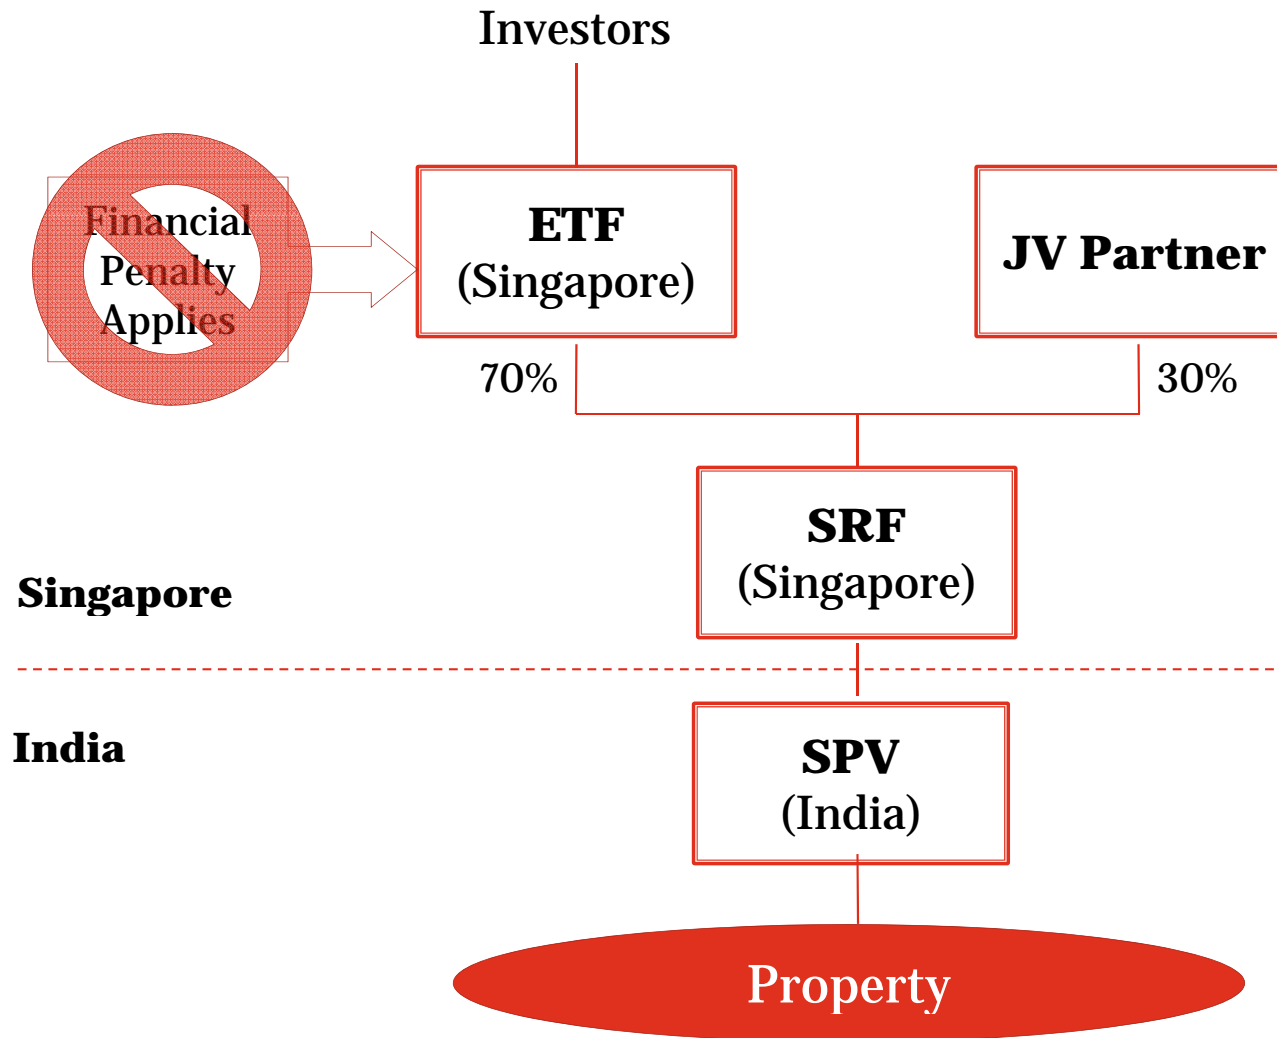 Investors
Financial
Penalty
Applies
ETF
(Singapore)
JV Partner
70%
30%
SRF
(Singapore)
Singapore
India
SPV
(India)
Property